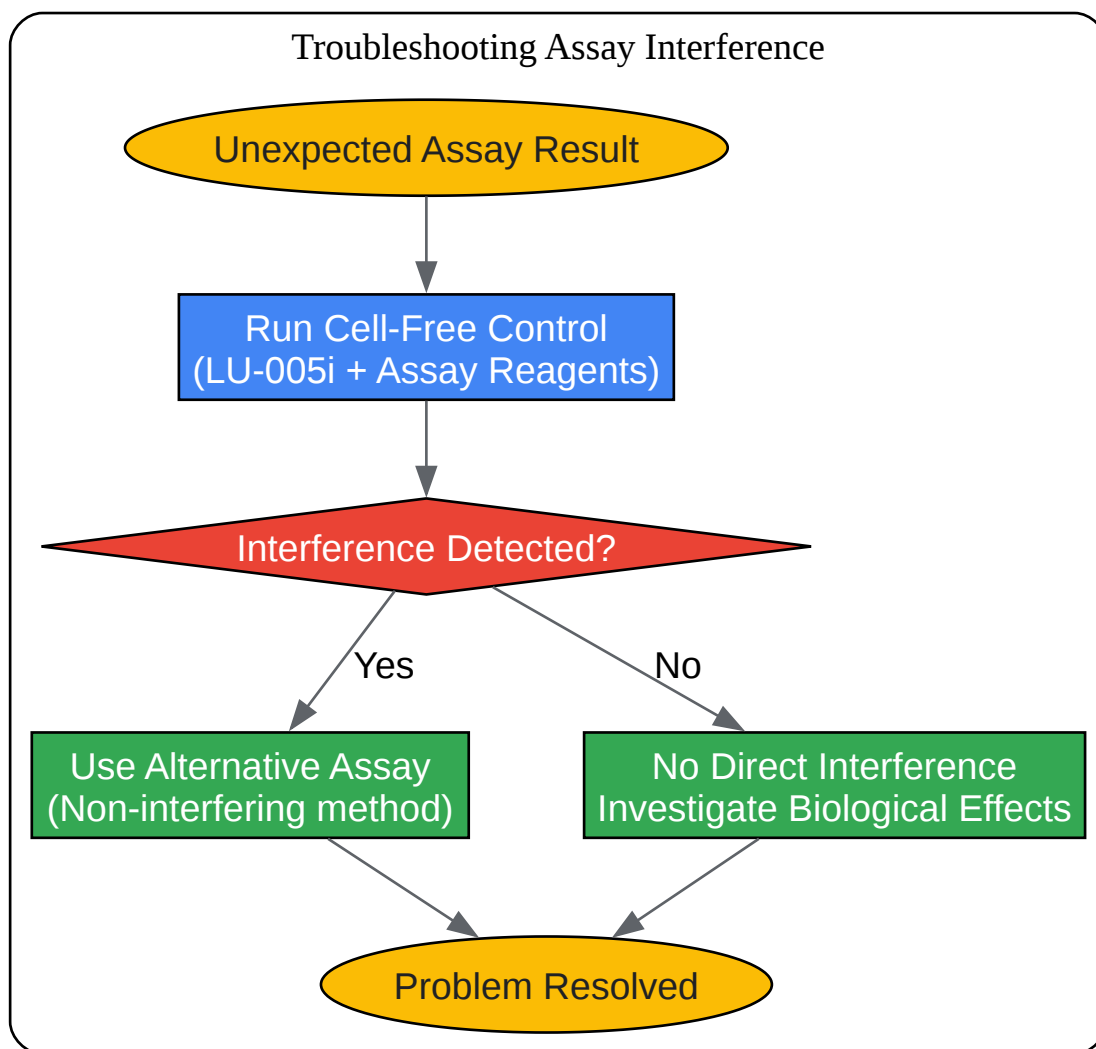 Troubleshooting Assay Interference
Unexpected Assay Result
Run Cell-Free Control
(LU-005i + Assay Reagents)
Interference Detected?
Yes
No
Use Alternative Assay
(Non-interfering method)
No Direct Interference
Investigate Biological Effects
Problem Resolved